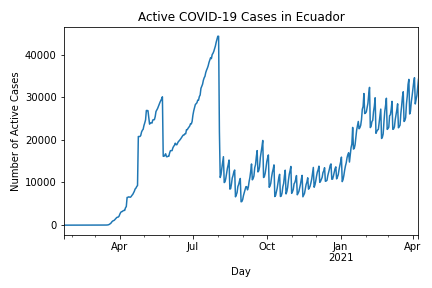 Active COVID-19 Cases in Ecuador
Number of Active Cases
40000
30000
20000
10000
0
Apr
Jul
Oct
Jan
2021
Apr
Day